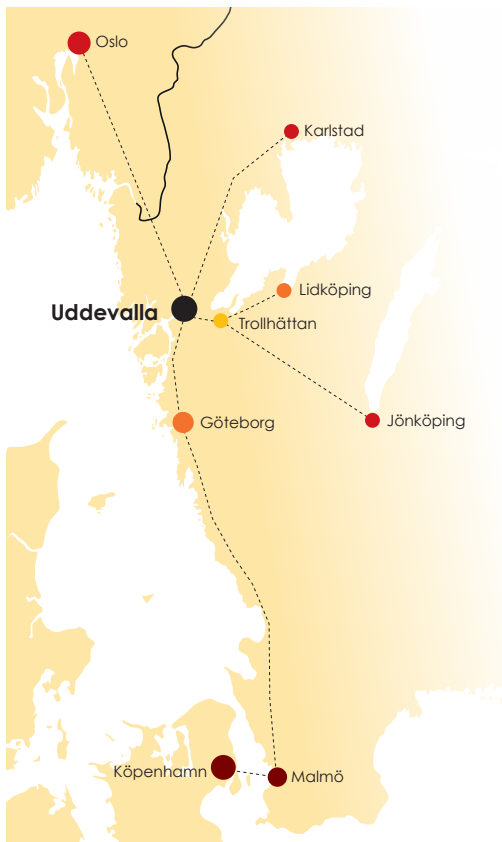 Oslo
Karlstad
Lidköping
Uddevalla
Trollhättan
Göteborg
Jönköping
Köpenhamn
Malmö